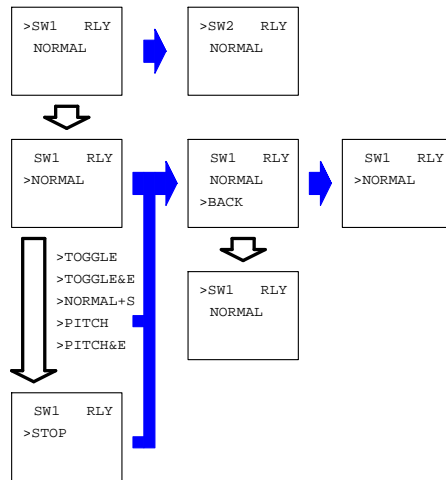 >SW1 RLY
NORMAL
>SW2 RLY
NORMAL
SW1 RLY
>NORMAL
SW1 RLY
NORMAL
>BACK
SW1 RLY
>NORMAL
>TOGGLE
>TOGGLE&E
>NORMAL+S
>PITCH
>PITCH&E
>SW1 RLY
NORMAL
SW1 RLY
>STOP